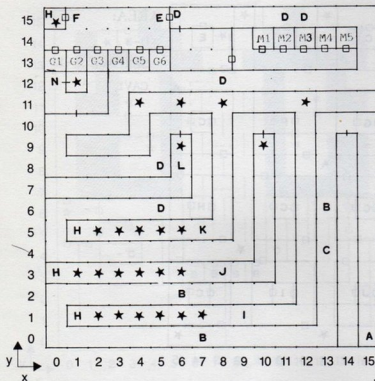 15 H F E D D D
14 M1 M2 M3 M4 M5
13 G1 G2 G3 G4 G5 G6
12 N D
11
10
9
8 D L
7
6 D B
5 H K
4 C
3 H J
2 B
1 H I
0 B A
y 0 1 2 3 4 5 6 7 8 9 10 11 12 13 14 15
x